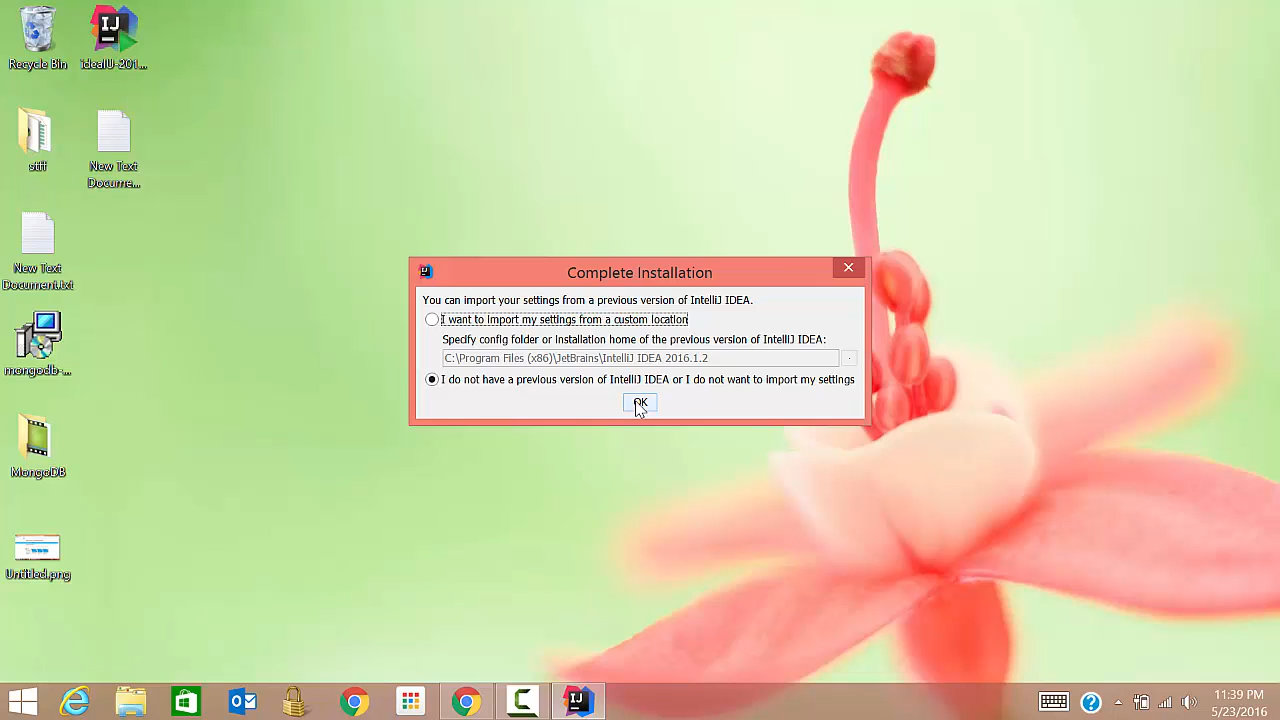 Recycle Bin
ideaIU-201...
stff
New Text
Docume...
New Text
Document.txt
mongodb-...
MongoDB
Untitled.png
Complete Installation
You can import your settings from a previous version of IntelliJ IDEA.
I want to import my settings from a custom location
Specify config folder or installation home of the previous version of IntelliJ IDEA:
C:\Program Files (x86)\JetBrains\IntelliJ IDEA 2016.1.2
I do not have a previous version of IntelliJ IDEA or I do not want to import my settings
OK
11:39 PM
5/23/2016